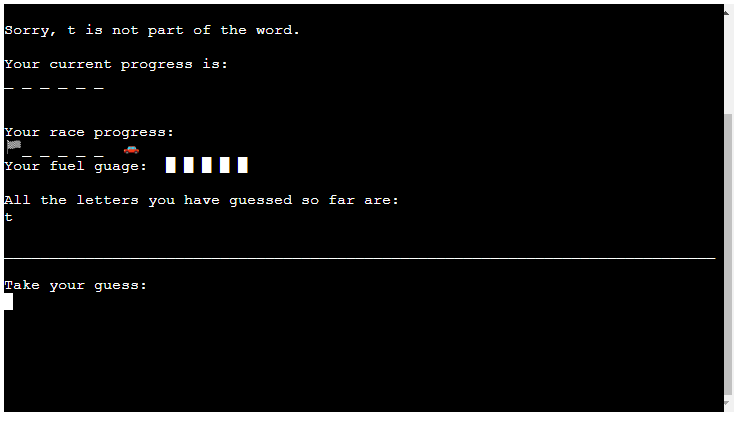 Sorry, t is not part of the word.
Your current progress is:
_ _ _ _ _ _
Your race progress:
🏁_ _ _ _ _ 🚗
Your fuel guage: █ █ █ █ █
All the letters you have guessed so far are:
t
Take your guess: